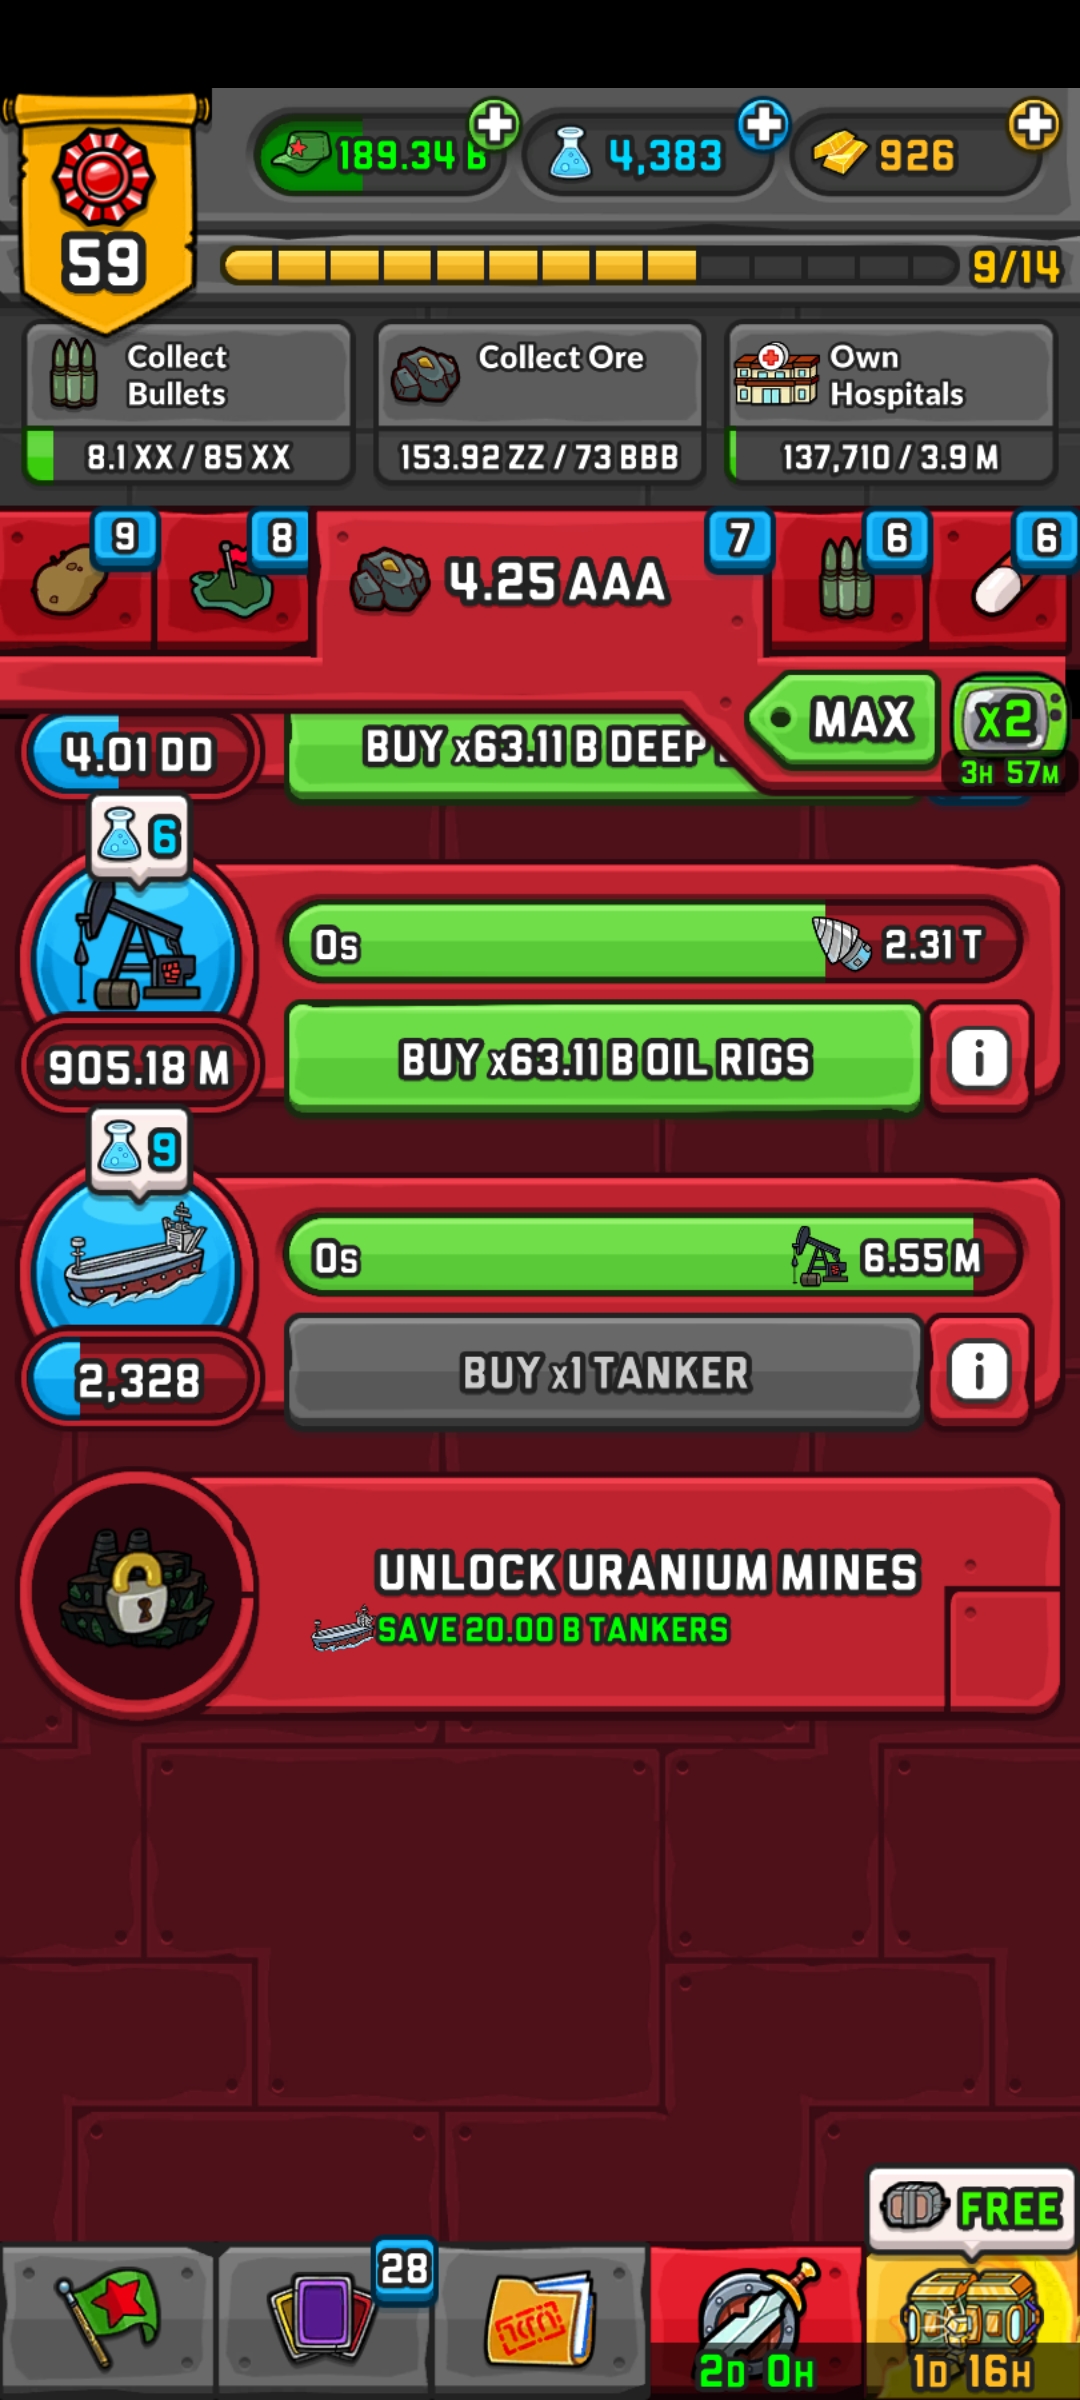 189.34 B
4,383
926
59
9/14
Collect
Bullets
8.1 XX / 85 XX
Collect Ore
153.92 ZZ / 73 BBB
Own
Hospitals
137,710 / 3.9 M
9
8
4.25 AAA
7
6
6
MAX
x2
3H 57M
4.01 DD
BUY x63.11 B DEEP
6
0s
2.31 T
905.18 M
BUY x63.11 B OIL RIGS
i
9
0s
6.55 M
2,328
BUY x1 TANKER
i
UNLOCK URANIUM MINES
SAVE 20.00 B TANKERS
FREE
28
2D 0H
1D 16H